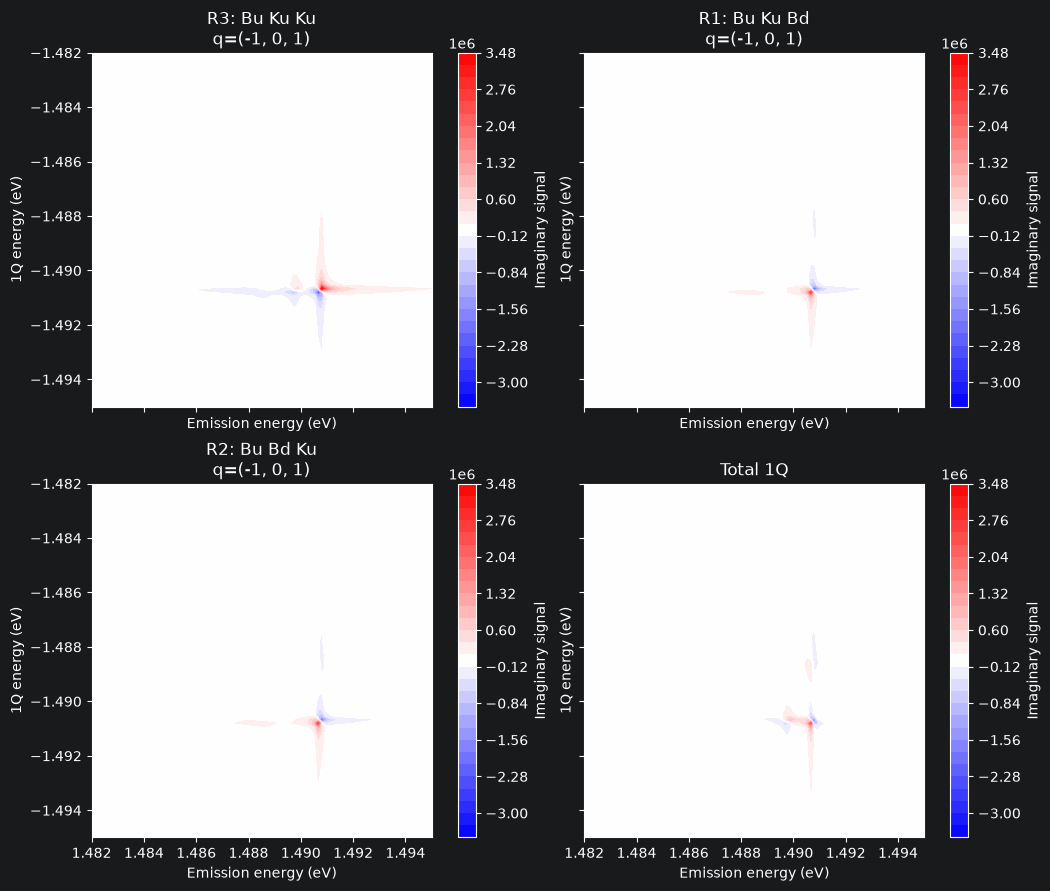 R3: Bu Ku Ku
q=(-1, 0, 1)
1e6
−1.482
−1.484
−1.486
−1.488
−1.490
−1.492
−1.494
1Q energy (eV)
Emission energy (eV)
3.48
2.76
2.04
1.32
0.60
−0.12
−0.84
−1.56
−2.28
−3.00
Imaginary signal
R1: Bu Ku Bd
q=(-1, 0, 1)
1e6
1Q energy (eV)
Emission energy (eV)
3.48
2.76
2.04
1.32
0.60
−0.12
−0.84
−1.56
−2.28
−3.00
Imaginary signal
R2: Bu Bd Ku
q=(-1, 0, 1)
1e6
−1.482
−1.484
−1.486
−1.488
−1.490
−1.492
−1.494
1Q energy (eV)
1.482 1.484 1.486 1.488 1.490 1.492 1.494
Emission energy (eV)
3.48
2.76
2.04
1.32
0.60
−0.12
−0.84
−1.56
−2.28
−3.00
Imaginary signal
Total 1Q
1e6
1Q energy (eV)
1.482 1.484 1.486 1.488 1.490 1.492 1.494
Emission energy (eV)
3.48
2.76
2.04
1.32
0.60
−0.12
−0.84
−1.56
−2.28
−3.00
Imaginary signal